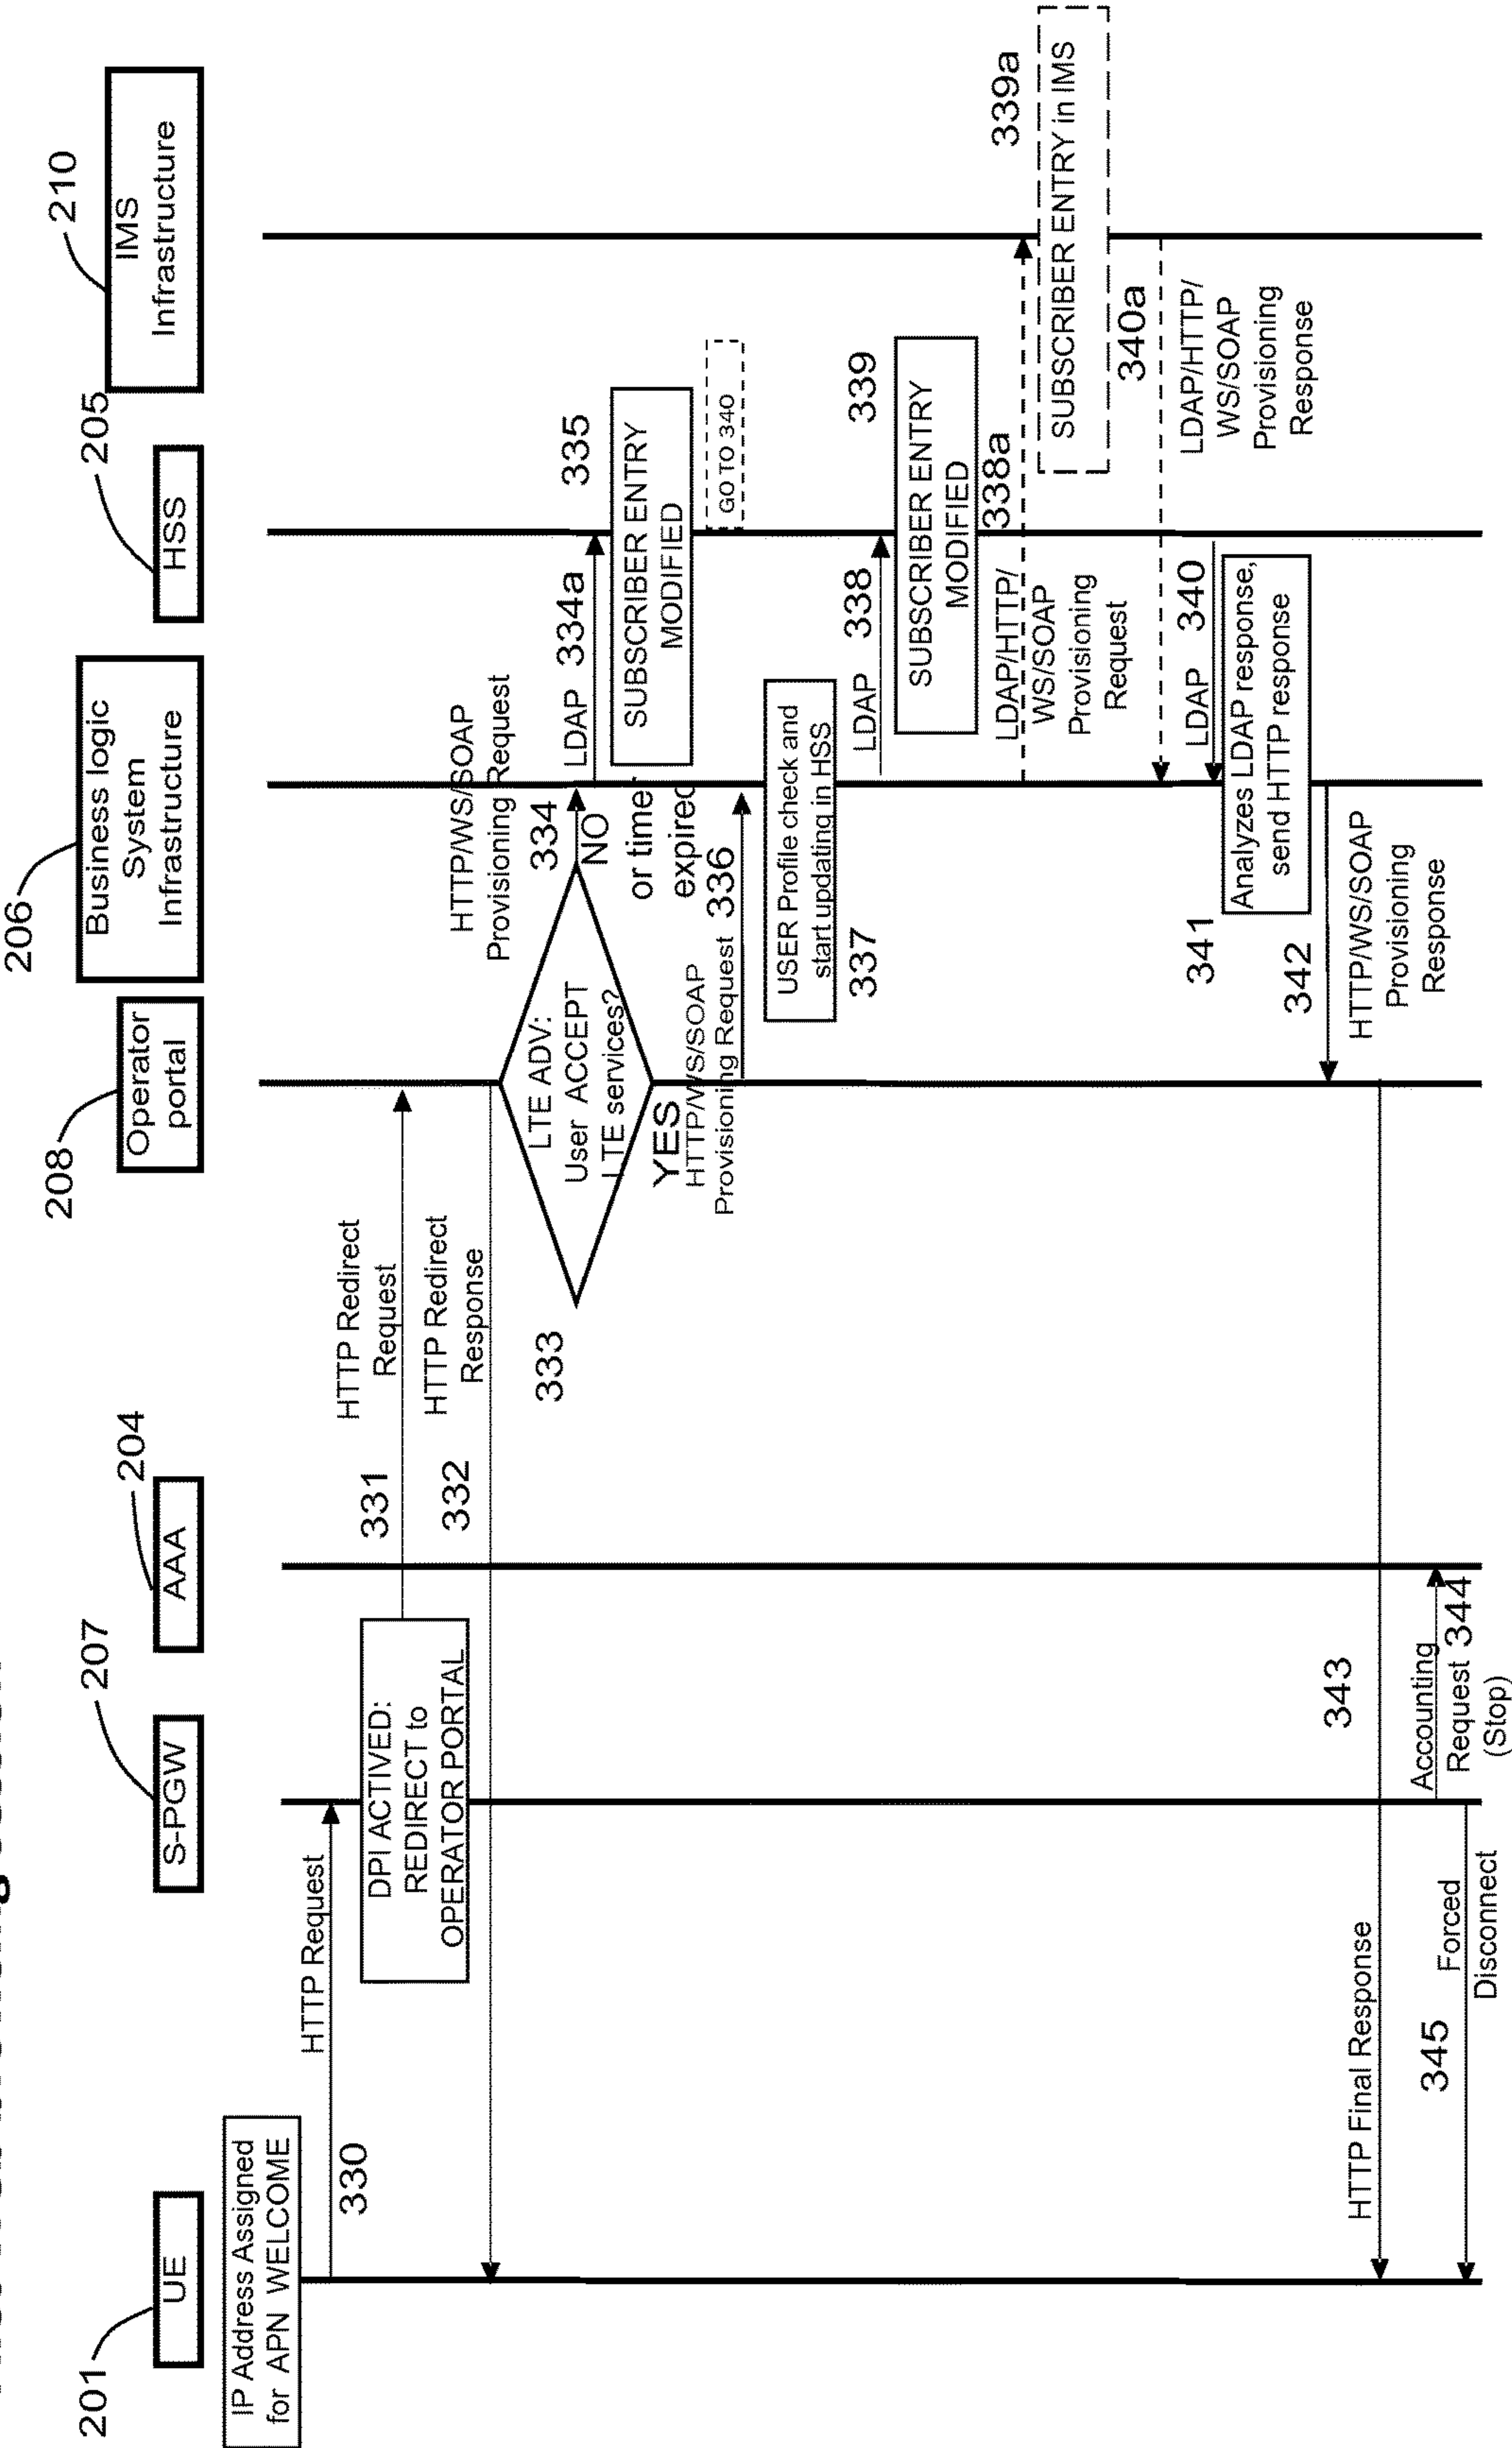 201
UE
207
S-PGW
204
AAA
208
Operator
portal
206
Business logic
System
Infrastructure
205
HSS
210
IMS
Infrastructure
IP Address Assigned
for APN WELCOME
HTTP Request
330
DPI ACTIVED:
REDIRECT to
OPERATOR PORTAL
331
HTTP Redirect
Request
332
HTTP Redirect
Response
333
LTE ADV:
User ACCEPT
LTE services?
HTTP/WS/SOAP
Provisioning Request
334
NO
or time
expired
LDAP 334a
335
SUBSCRIBER ENTRY
MODIFIED
GO TO 340
YES
HTTP/WS/SOAP
Provisioning Request 336
USER Profile check and
start updating in HSS
337
LDAP 338
339
SUBSCRIBER ENTRY
MODIFIED
338a
LDAP/HTTP/
WS/SOAP
Provisioning
Request
339a
SUBSCRIBER ENTRY in IMS
340a
LDAP/HTTP/
WS/SOAP
Provisioning
Response
LDAP 340
341
Analyzes LDAP response,
send HTTP response
342
HTTP/WS/SOAP
Provisioning
Response
HTTP Final Response
343
Accounting
Request 344
(Stop)
345
Forced
Disconnect